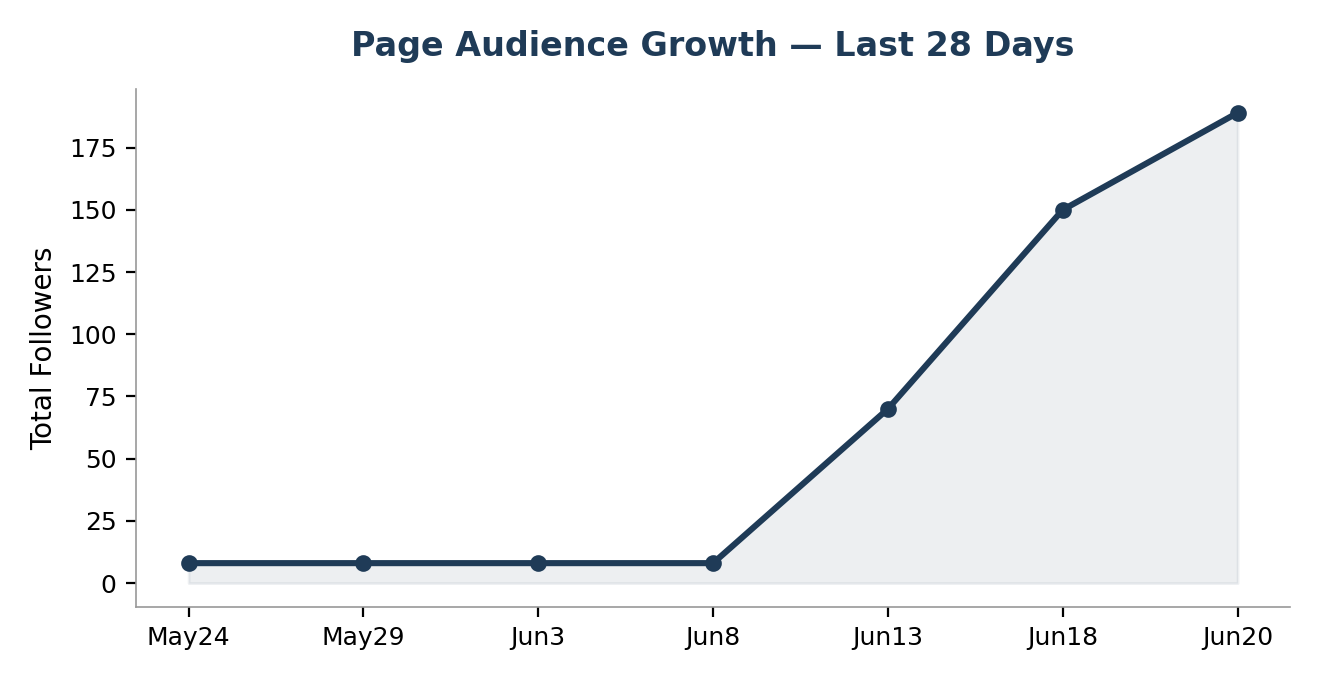 Page Audience Growth — Last 28 Days
Total Followers
175
150
125
100
75
50
25
0
May24 May29 Jun3 Jun8 Jun13 Jun18 Jun20